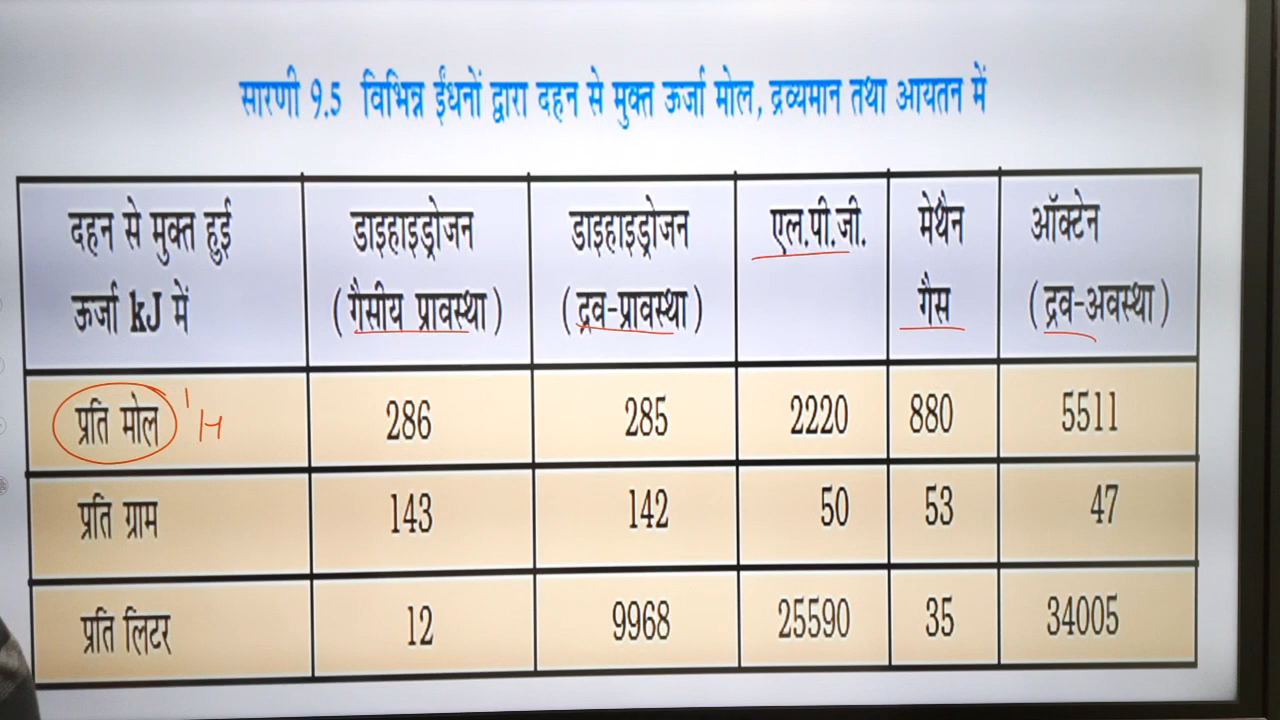 सारणी 9.5 विभिन्न ईंधनों द्वारा दहन से मुक्त ऊर्जा मोल, द्रव्यमान तथा आयतन में
दहन से मुक्त हुई ऊर्जा kJ में
डाइहाइड्रोजन (गैसीय प्रावस्था)
डाइहाइड्रोजन (द्रव-प्रावस्था)
एल.पी.जी.
मेथैन गैस
ऑक्टेन (द्रव-अवस्था)
प्रति मोल 286 285 2220 880 5511
प्रति ग्राम 143 142 50 53 47
प्रति लिटर 12 9968 25590 35 34005